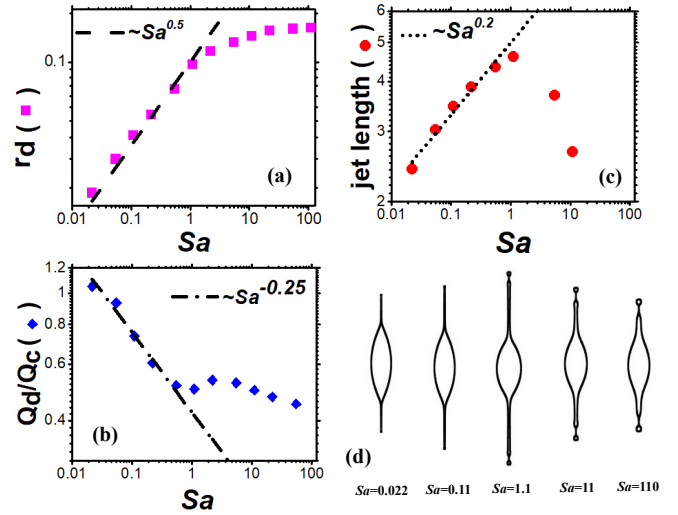 ~Sa^0.5
0.1
r_d ( )
(a)
0.01 0.1 1 10 100
Sa
6
5
4
3
2
~Sa^0.2
jet length ( )
(c)
0.01 0.1 1 10 100
Sa
1.2
1
0.8
0.6
0.4
~Sa^-0.25
Q_d/Q_c ( )
(b)
0.01 0.1 1 10 100
Sa
(d)
Sa=0.022 Sa=0.11 Sa=1.1 Sa=11 Sa=110